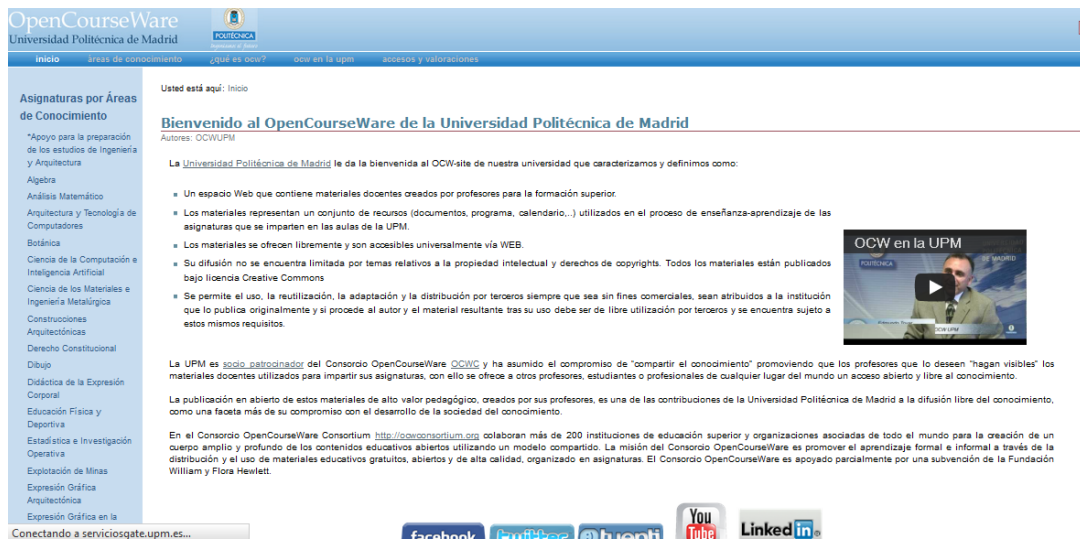 OpenCourseWare
Universidad Politécnica de Madrid
POLITÉCNICA
inicio áreas de conocimiento ¿qué es ocw? ocw en la upm accesos y valoraciones
Asignaturas por Áreas
de Conocimiento
*Apoyo para la preparación
de los estudios de Ingeniería
y Arquitectura
Algebra
Análisis Matemático
Arquitectura y Tecnología de
Computadores
Botánica
Ciencia de la Computación e
Inteligencia Artificial
Ciencia de los Materiales e
Ingeniería Metalúrgica
Construcciones
Arquitectónicas
Derecho Constitucional
Dibujo
Didáctica de la Expresión
Corporal
Educación Física y
Deportiva
Estadística e Investigación
Operativa
Explotación de Minas
Expresión Gráfica
Arquitectónica
Expresión Gráfica en la
Conectando a serviciosgate.upm.es...
Usted está aquí: Inicio
Bienvenido al OpenCourseWare de la Universidad Politécnica de Madrid
Autores: OCWUPM
La Universidad Politécnica de Madrid le da la bienvenida al OCW-site de nuestra universidad que caracterizamos y definimos como:
Un espacio Web que contiene materiales docentes creados por profesores para la formación superior.
Los materiales representan un conjunto de recursos (documentos, programa, calendario,..) utilizados en el proceso de enseñanza-aprendizaje de las
asignaturas que se imparten en las aulas de la UPM.
Los materiales se ofrecen libremente y son accesibles universalmente vía WEB.
Su difusión no se encuentra limitada por temas relativos a la propiedad intelectual y derechos de copyrights. Todos los materiales están publicados
bajo licencia Creative Commons
Se permite el uso, la reutilización, la adaptación y la distribución por terceros siempre que sea sin fines comerciales, sean atribuidos a la institución
que lo publica originalmente y si procede al autor y el material resultante tras su uso debe ser de libre utilización por terceros y se encuentra sujeto a
estos mismos requisitos.
OCW en la UPM
POLITÉCNICA
DE MADRID
OCW UPM
La UPM es socio patrocinador del Consorcio OpenCourseWare OCWC y ha asumido el compromiso de "compartir el conocimiento" promoviendo que los profesores que lo deseen "hagan visibles" los
materiales docentes utilizados para impartir sus asignaturas, con ello se ofrece a otros profesores, estudiantes o profesionales de cualquier lugar del mundo un acceso abierto y libre al conocimiento.
La publicación en abierto de estos materiales de alto valor pedagógico, creados por sus profesores, es una de las contribuciones de la Universidad Politécnica de Madrid a la difusión libre del conocimiento,
como una faceta más de su compromiso con el desarrollo de la sociedad del conocimiento.
En el Consorcio OpenCourseWare Consortium http://ocwconsortium.org colaboran más de 200 instituciones de educación superior y organizaciones asociadas de todo el mundo para la creación de un
cuerpo amplio y profundo de los contenidos educativos abiertos utilizando un modelo compartido. La misión del Consorcio OpenCourseWare es promover el aprendizaje formal e informal a través de la
distribución y el uso de materiales educativos gratuitos, abiertos y de alta calidad, organizado en asignaturas. El Consorcio OpenCourseWare es apoyado parcialmente por una subvención de la Fundación
William y Flora Hewlett.
facebook twitter tuenti You Tube Linked in